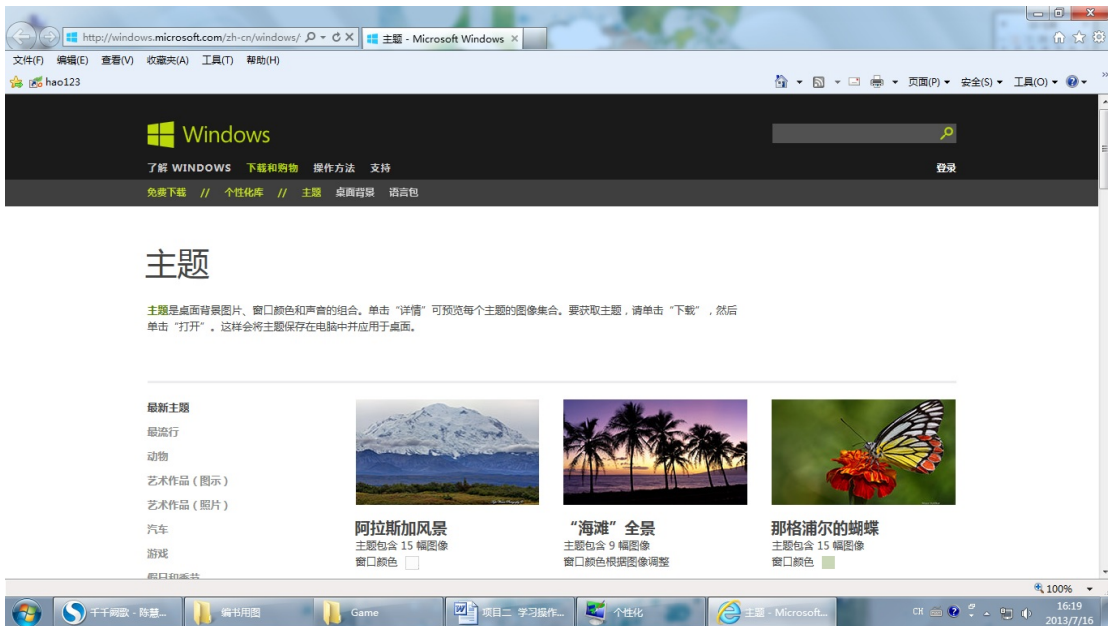 http://windows.microsoft.com/zh-cn/windows/
主题 - Microsoft Windows
文件(F) 编辑(E) 查看(V) 收藏夹(A) 工具(T) 帮助(H)
hao123
页面(P) 安全(S) 工具(O)
Windows
了解 WINDOWS 下载和购物 操作方法 支持
登录
免费下载 // 个性化库 // 主题 桌面背景 语言包
主题
主题是桌面背景图片、窗口颜色和声音的组合。单击“详情”可预览每个主题的图像集合。要获取主题，请单击“下载”，然后
单击“打开”。这样会将主题保存在电脑中并应用于桌面。
最新主题
最流行
动物
艺术作品 ( 图示 )
艺术作品 ( 照片 )
汽车
游戏
假日和季节
阿拉斯加风景
主题包含 15 幅图像
窗口颜色
“海滩”全景
主题包含 9 幅图像
窗口颜色根据图像调整
那格浦尔的蝴蝶
主题包含 15 幅图像
窗口颜色
100%
千千阙歌 - 陈慧...
编书用图
Game
项目二 学习操作...
个性化
主题 - Microsoft...
CH
16:19
2013/7/16